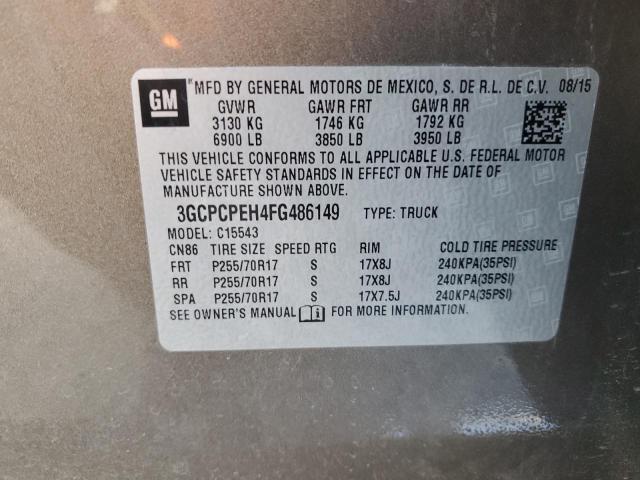 GM MFD BY GENERAL MOTORS DE MEXICO, S. DE R.L. DE C.V. 08/15
GVWR GAWR FRT GAWR RR
3130 KG 1746 KG 1792 KG
6900 LB 3850 LB 3950 LB
THIS VEHICLE CONFORMS TO ALL APPLICABLE U.S. FEDERAL MOTOR
VEHICLE SAFETY STANDARDS IN EFFECT ON THE DATE OF
MANUFACTURE SHOWN ABOVE.
3GCPCPEH4FG486149 TYPE: TRUCK
MODEL: C15543
CN86 TIRE SIZE SPEED RTG RIM COLD TIRE PRESSURE
FRT P255/70R17 S 17X8J 240KPA(35PSI)
RR P255/70R17 S 17X8J 240KPA(35PSI)
SPA P255/70R17 S 17X7.5J 240KPA(35PSI)
SEE OWNER'S MANUAL FOR MORE INFORMATION.